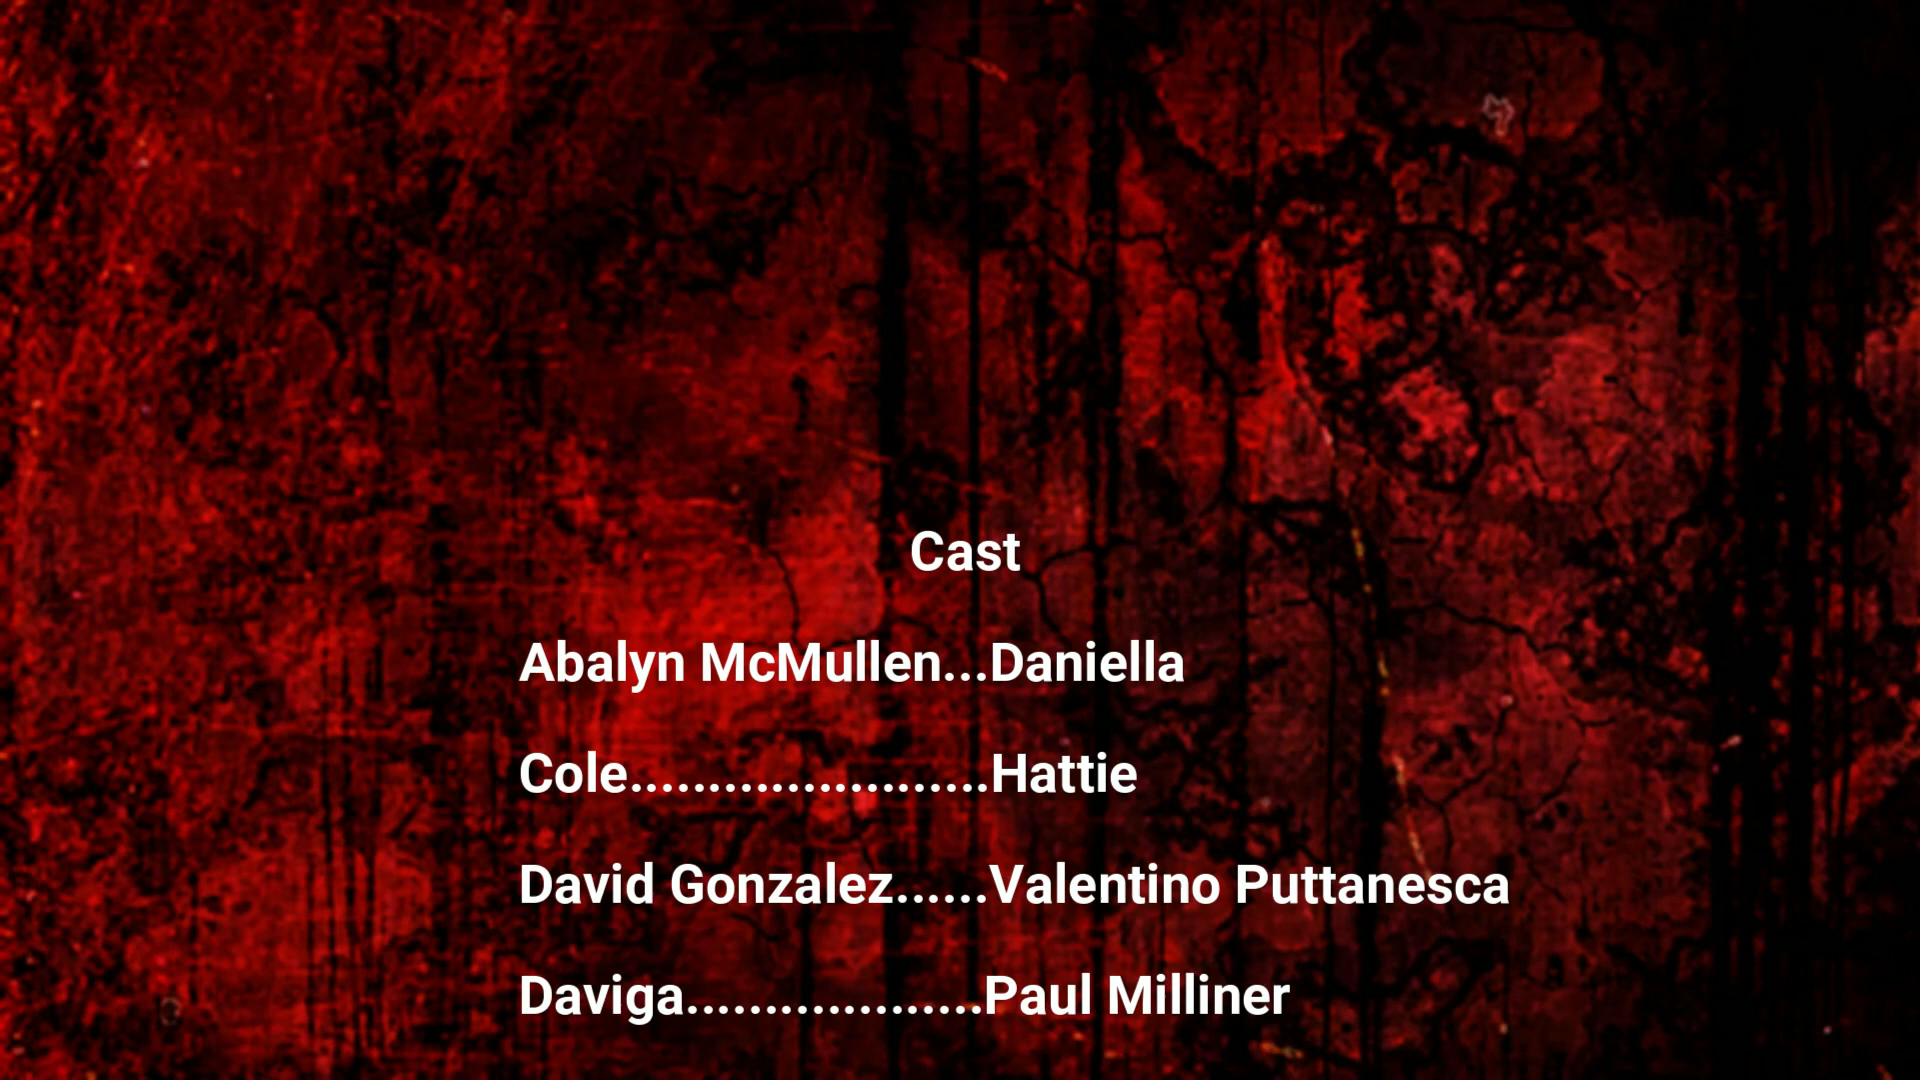 Cast
Abalyn McMullen...Daniella
Cole.......................Hattie
David Gonzalez......Valentino Puttanesca
Daviga...................Paul Milliner